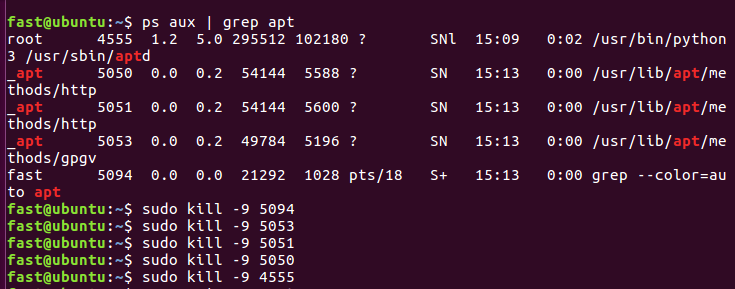 fast@ubuntu:~$ ps aux | grep apt
root      4555  1.2  5.0 295512 102180 ?       SNl  15:09   0:02 /usr/bin/python
3 /usr/sbin/aptd
_apt      5050  0.0  0.2  54144  5588 ?        SN   15:13   0:00 /usr/lib/apt/me
thods/http
_apt      5051  0.0  0.2  54144  5600 ?        SN   15:13   0:00 /usr/lib/apt/me
thods/http
_apt      5053  0.0  0.2  49784  5196 ?        SN   15:13   0:00 /usr/lib/apt/me
thods/gpgv
fast      5094  0.0  0.0  21292  1028 pts/18   S+   15:13   0:00 grep --color=au
to apt
fast@ubuntu:~$ sudo kill -9 5094
fast@ubuntu:~$ sudo kill -9 5053
fast@ubuntu:~$ sudo kill -9 5051
fast@ubuntu:~$ sudo kill -9 5050
fast@ubuntu:~$ sudo kill -9 4555